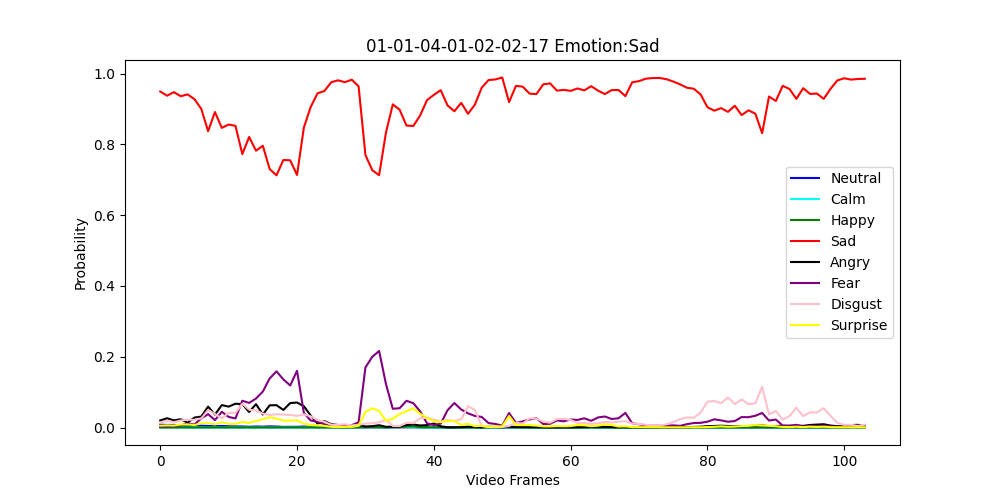 01-01-04-01-02-02-17 Emotion:Sad
Probability
1.0
0.8
0.6
0.4
0.2
0.0
Neutral
Calm
Happy
Sad
Angry
Fear
Disgust
Surprise
0 20 40 60 80 100
Video Frames